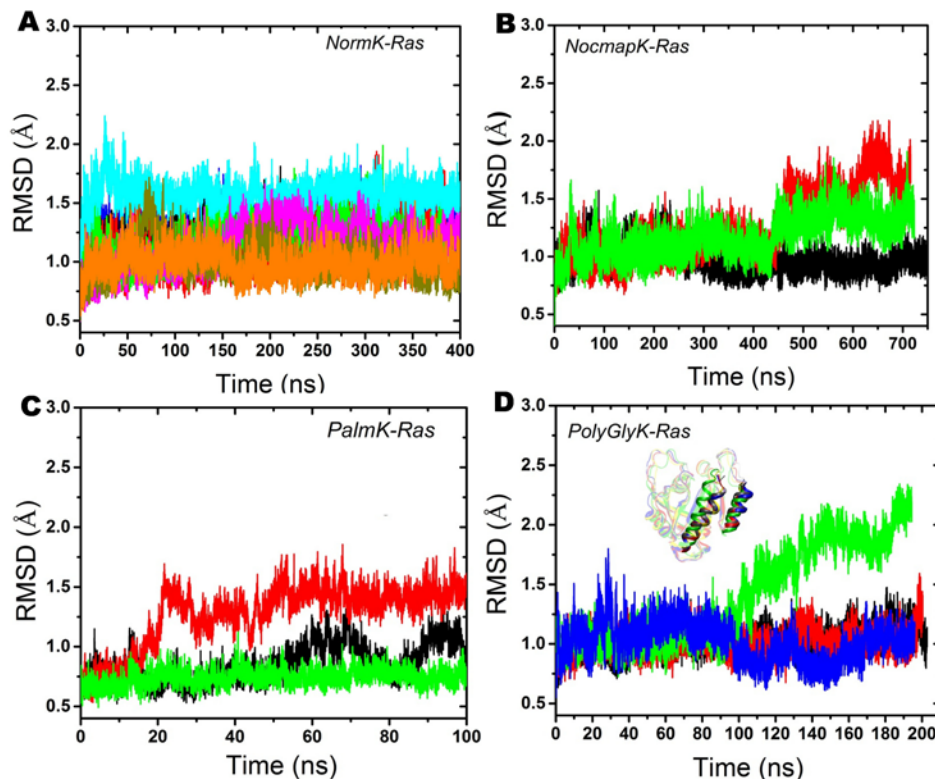 A
NormK-Ras
3.0
2.5
2.0
1.5
1.0
0.5
RMSD (Å)
0 50 100 150 200 250 300 350 400
Time (ns)
B
NocmapK-Ras
3.0
2.5
2.0
1.5
1.0
0.5
RMSD (Å)
0 100 200 300 400 500 600 700
Time (ns)
C
PalmK-Ras
3.0
2.5
2.0
1.5
1.0
0.5
RMSD (Å)
0 20 40 60 80 100
Time (ns)
D
PolyGlyK-Ras
3.0
2.5
2.0
1.5
1.0
0.5
RMSD (Å)
0 20 40 60 80 100 120 140 160 180 200
Time (ns)